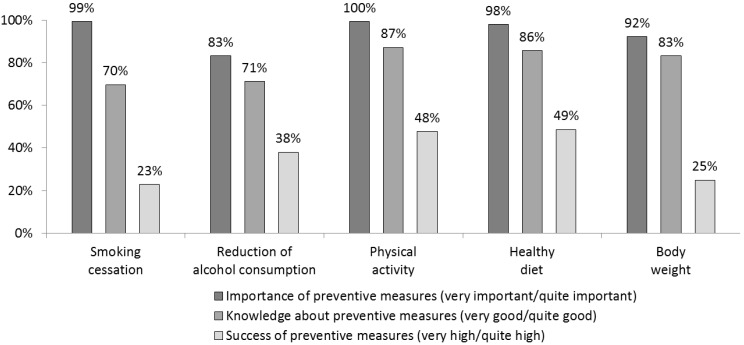 99% 100% 98%
100% 92%
83% 87% 86% 83%
80% 70% 71%
60% 48% 49%
40% 38%
23% 25%
20%
0%
Smoking Reduction of Physical Healthy Body
cessation alcohol consumption activity diet weight
Importance of preventive measures (very important/quite important)
Knowledge about preventive measures (very good/quite good)
Success of preventive measures (very high/quite high)